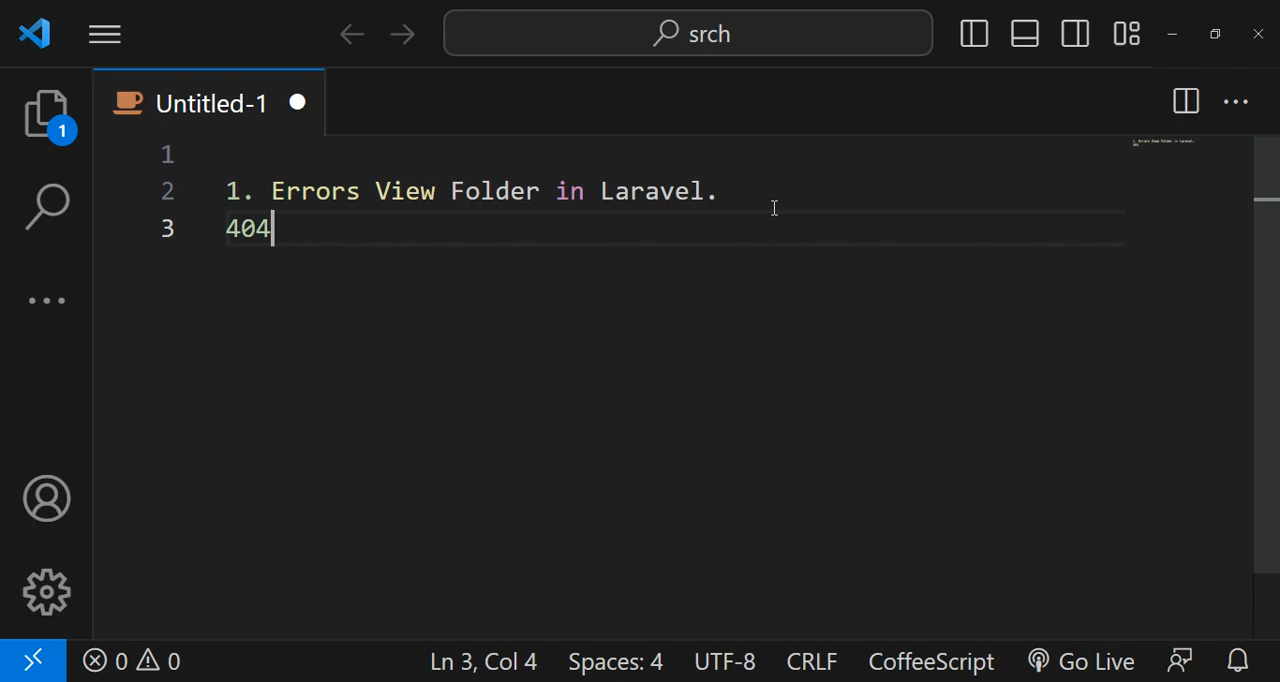 srch
Untitled-1
1
1
2 1. Errors View Folder in Laravel.
3 404
0 0 Ln 3, Col 4 Spaces: 4 UTF-8 CRLF CoffeeScript Go Live